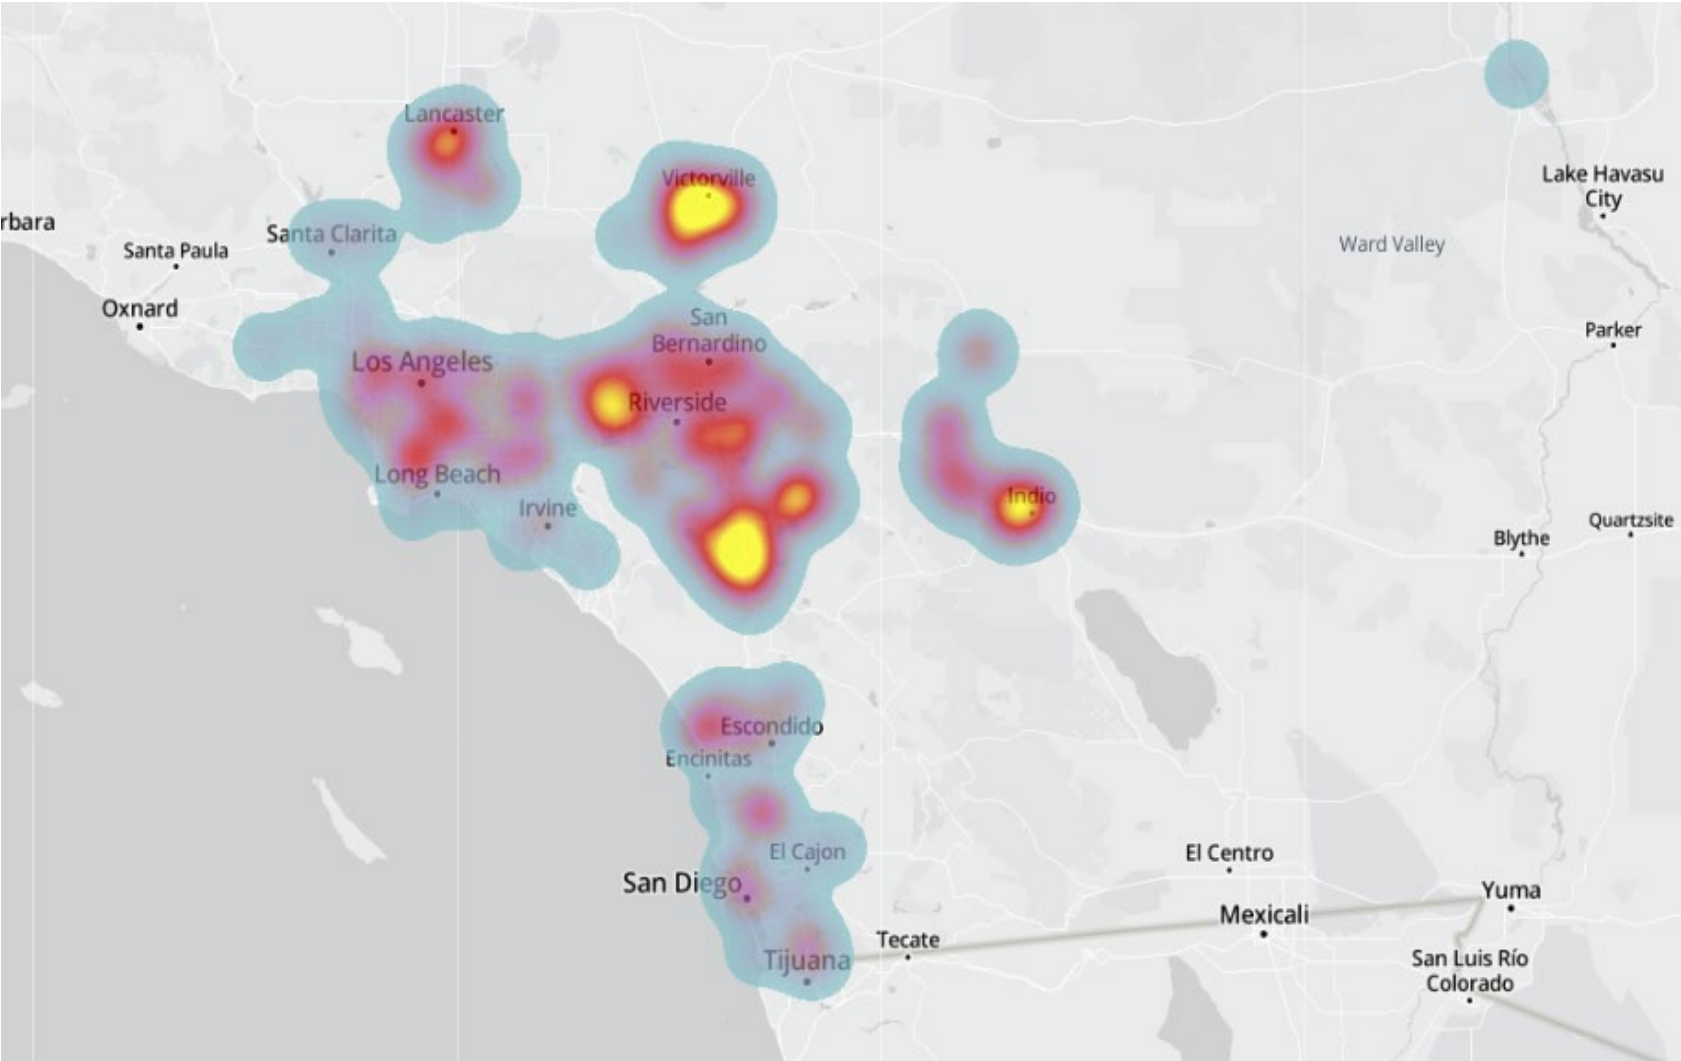 Lancaster
Lake Havasu
City
Victorville
rbara
Santa Clarita
Santa Paula
Ward Valley
Oxnard
San
Bernardino
Parker
Los Angeles
Riverside
Long Beach
Indio
Irvine
Quartzsite
Blythe
Escondido
Encinitas
El Cajon
El Centro
San Diego
Yuma
Mexicali
Tecate
Tijuana
San Luis Río
Colorado